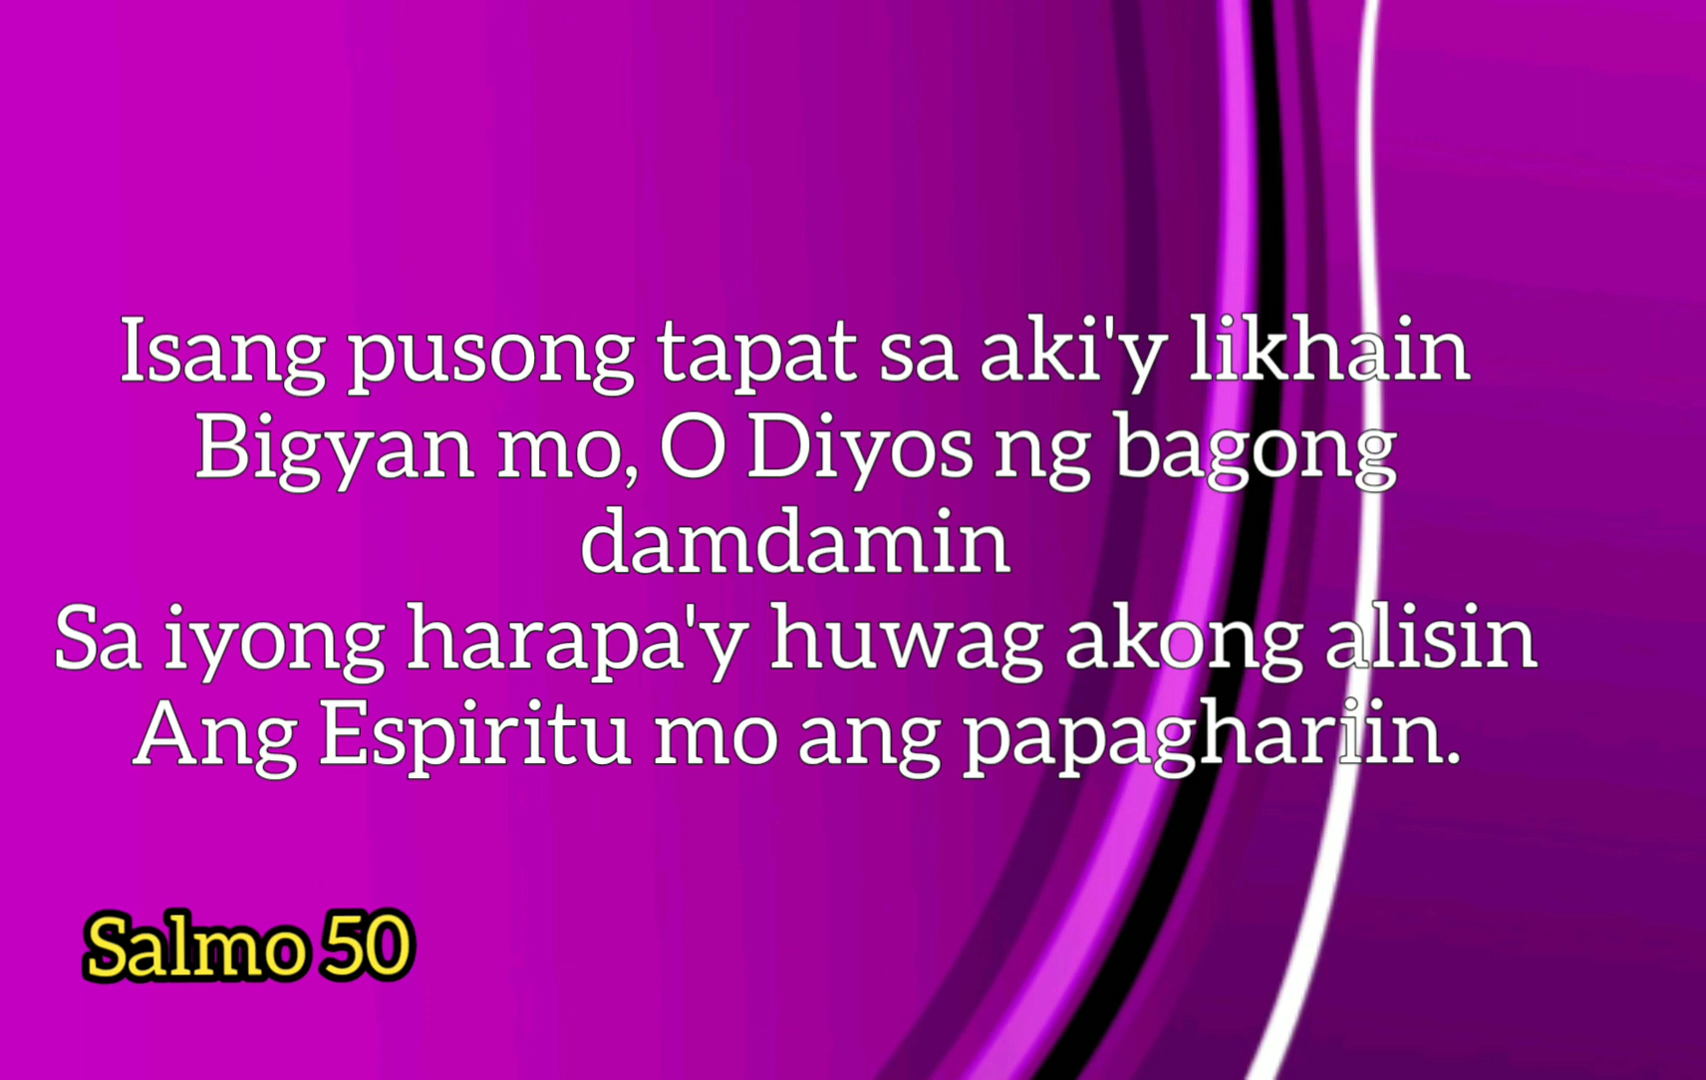 Isang pusong tapat sa aki'y likhain
Bigyan mo, O Diyos ng bagong
damdamin
Sa iyong harapa'y huwag akong alisin
Ang Espiritu mo ang papaghariin.
Salmo 50